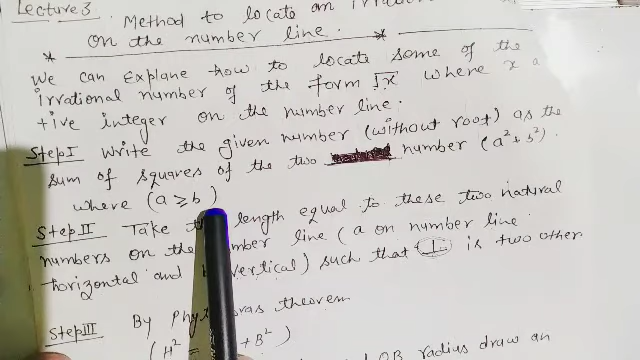 Lecture 3
Method to locate an
on the number line.
We can explane how to locate some of the
irrational number of the form √x where x a
+ive integer on the number line.
Step I Write the given number (without root) as the
sum of squares of the two number (a²+b²).
where (a ≥ b)
Step II Take length equal to these two natural
numbers on the number line (a on number line
horizontal and vertical) such that ⊥ is two other
Step III By theorem
(H² = + B²)
OB radius draw an